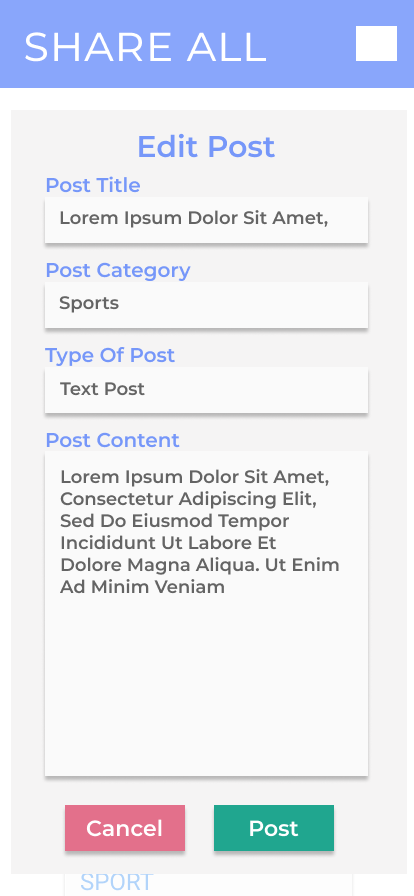 SHARE ALL
Edit Post
Post Title
Lorem Ipsum Dolor Sit Amet,
Post Category
Sports
Type Of Post
Text Post
Post Content
Lorem Ipsum Dolor Sit Amet,
Consectetur Adipiscing Elit,
Sed Do Eiusmod Tempor
Incididunt Ut Labore Et
Dolore Magna Aliqua. Ut Enim
Ad Minim Veniam
Cancel
Post
SPORT